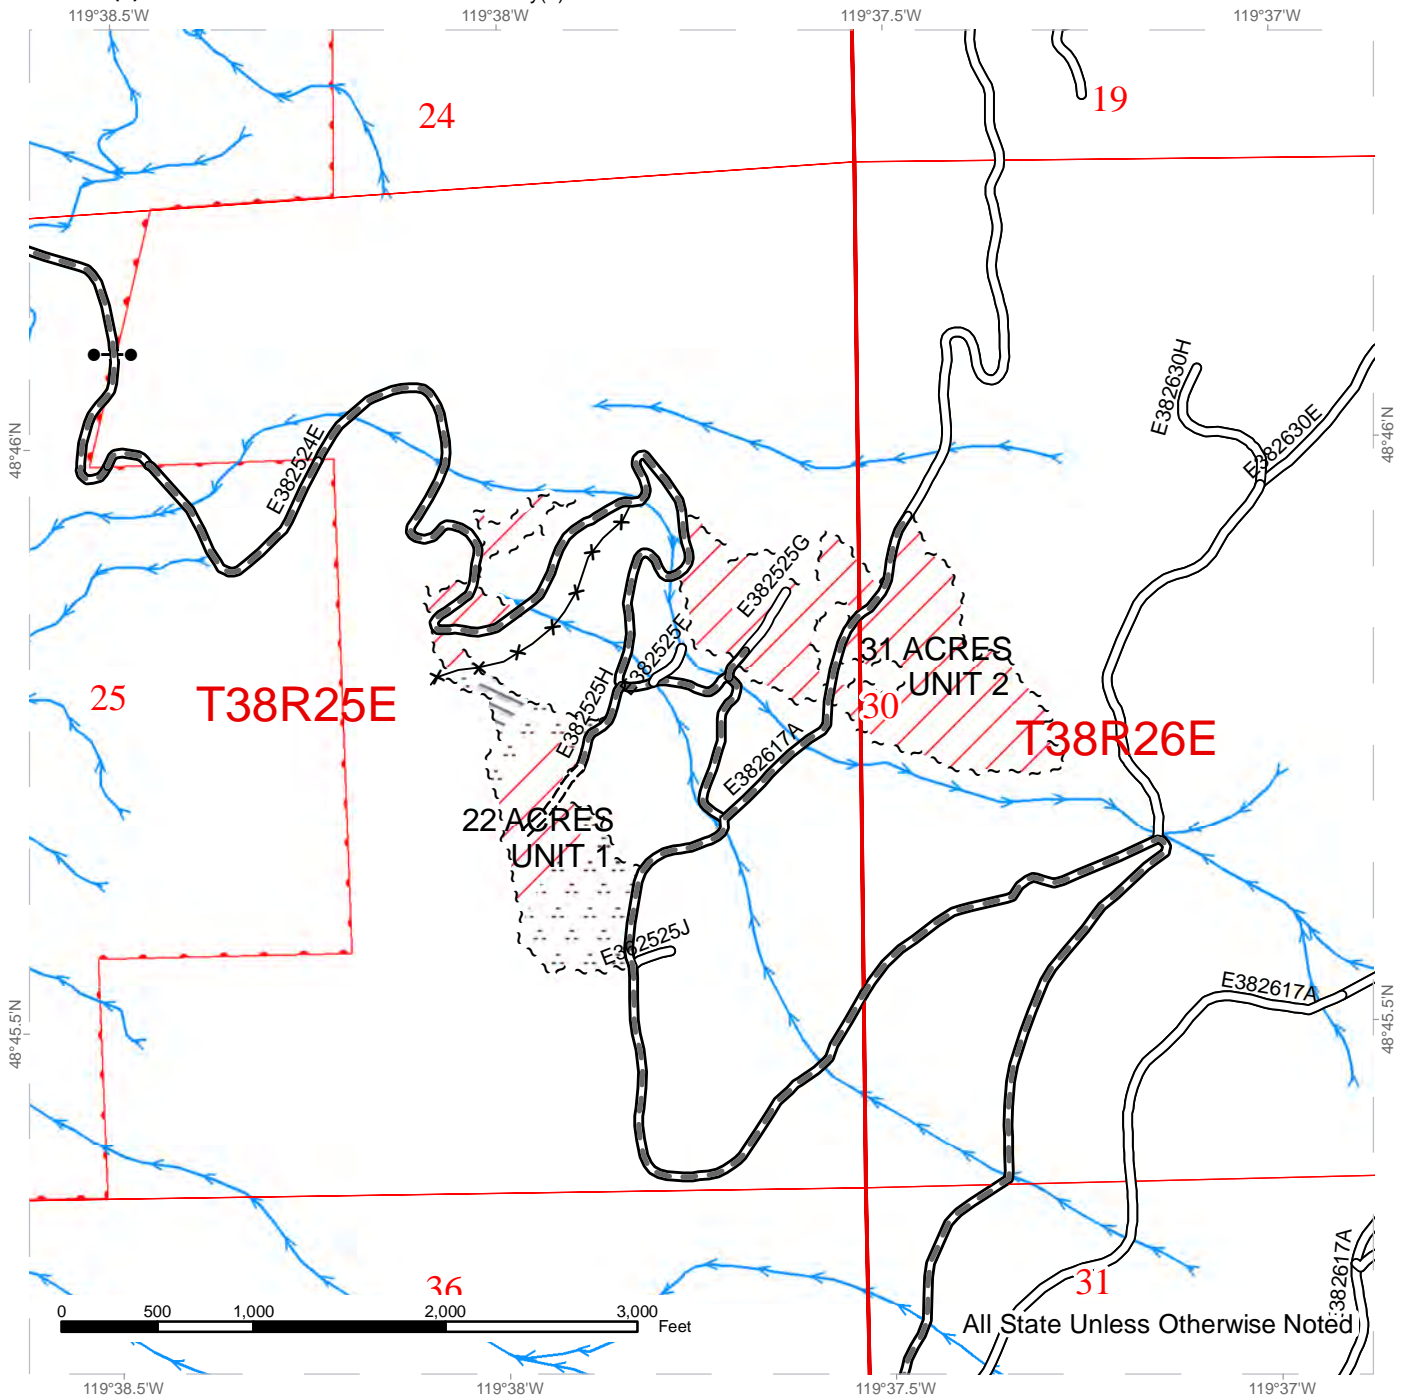 119°38.5'W
119°38'W
119°37.5'W
119°37'W
24
19
E382630H
E382630E
48°46'N
48°46'N
E382524E
E382525G
E382525E
31 ACRES
UNIT 2
25
T38R25E
30
T38R26E
E382525H
E382617A
22 ACRES
UNIT 1
E382525J
E382617A
48°45.5'N
48°45.5'N
36
31
E382617A
0 500 1,000 2,000 3,000
Feet
All State Unless Otherwise Noted
119°38.5'W
119°38'W
119°37.5'W
119°37'W